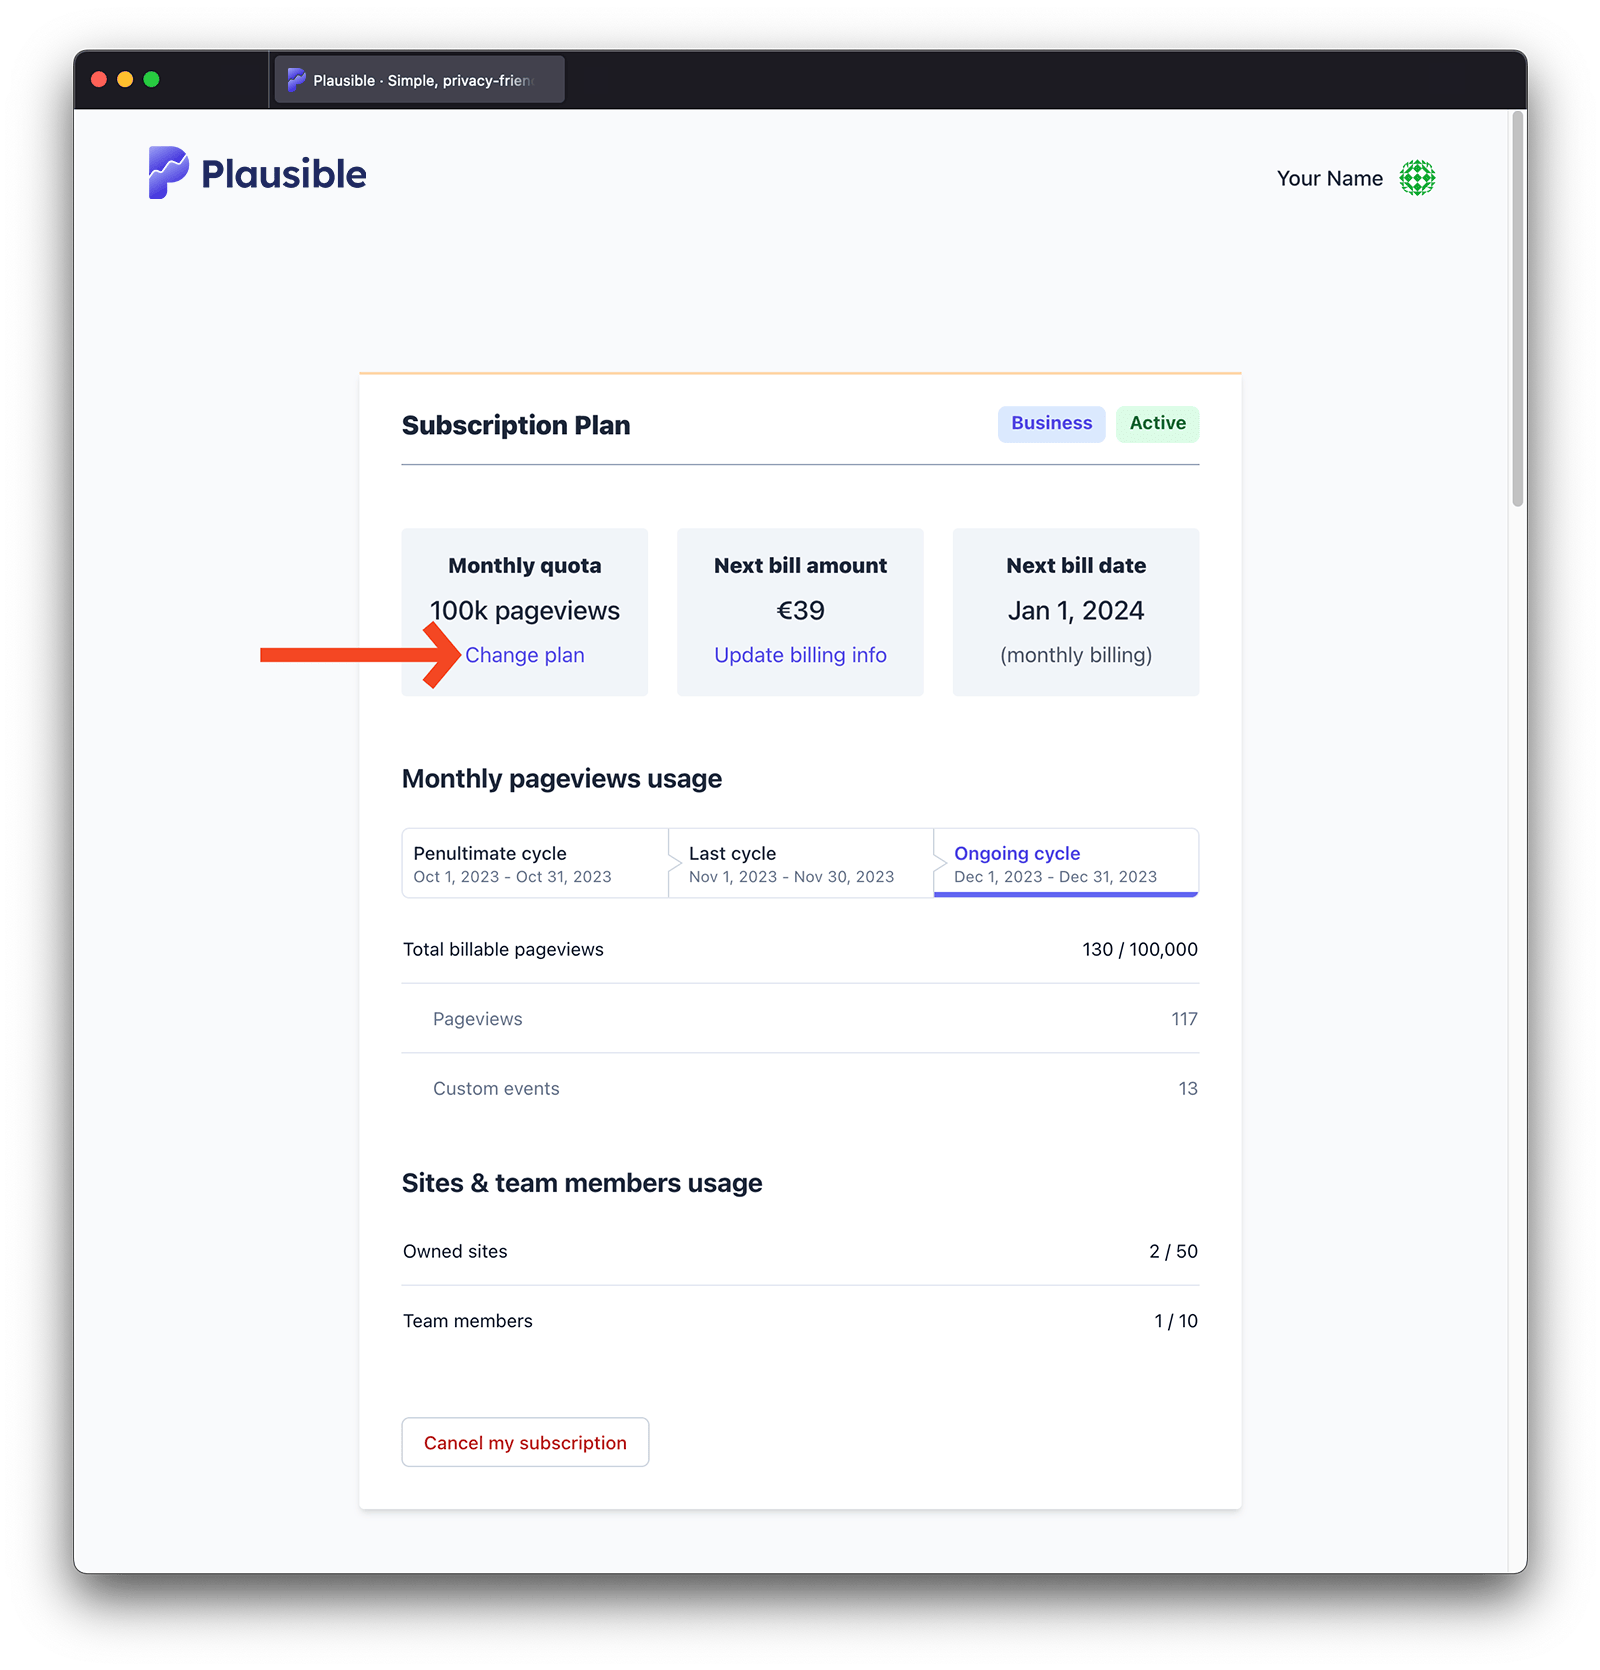 Plausible · Simple, privacy-frien
Plausible
Your Name
Subscription Plan
Business
Active
Monthly quota
100k pageviews
Change plan
Next bill amount
€39
Update billing info
Next bill date
Jan 1, 2024
(monthly billing)
Monthly pageviews usage
Penultimate cycle
Oct 1, 2023 - Oct 31, 2023
Last cycle
Nov 1, 2023 - Nov 30, 2023
Ongoing cycle
Dec 1, 2023 - Dec 31, 2023
Total billable pageviews 130 / 100,000
Pageviews 117
Custom events 13
Sites & team members usage
Owned sites 2 / 50
Team members 1 / 10
Cancel my subscription